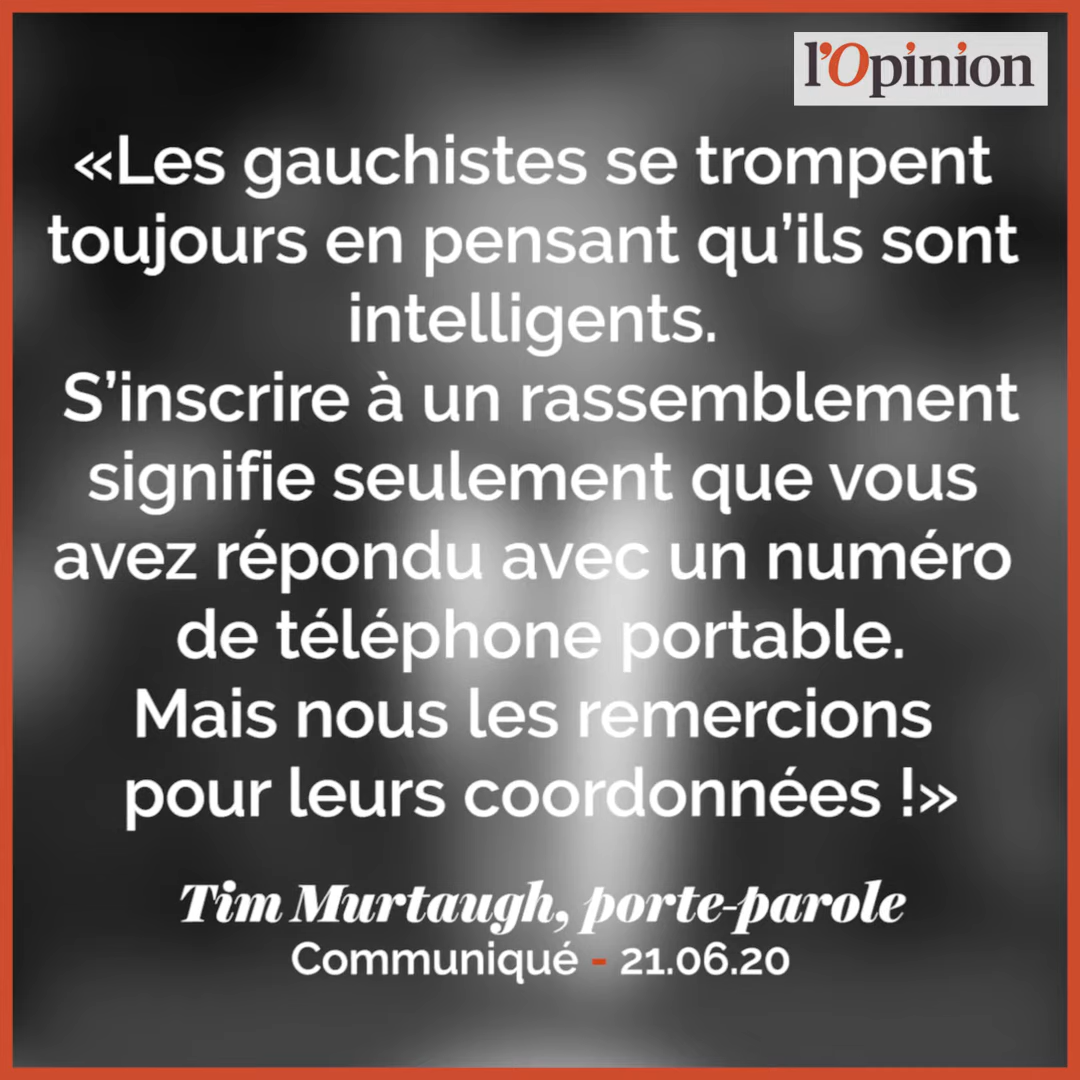 l'Opinion
«Les gauchistes se trompent
toujours en pensant qu’ils sont
intelligents.
S’inscrire à un rassemblement
signifie seulement que vous
avez répondu avec un numéro
de téléphone portable.
Mais nous les remercions
pour leurs coordonnées !»
Tim Murtaugh, porte-parole
Communiqué - 21.06.20